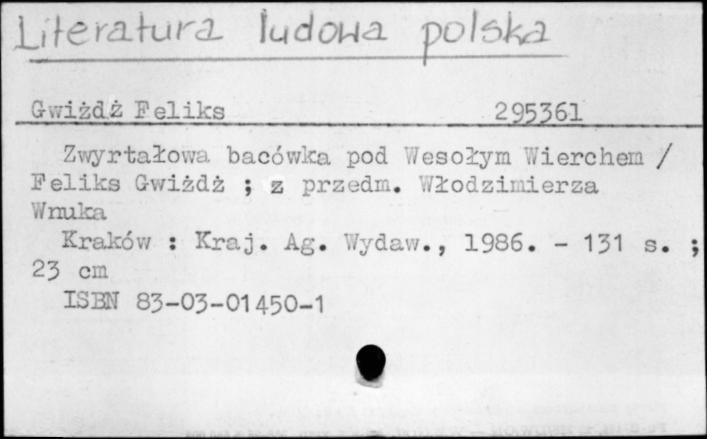 Literatura ludowa polska
Gwiżdż Feliks 295361
Zwyrtałowa bacówka pod Wesołym Wierchem /
Feliks Gwiżdż ; z przedm. Włodzimierza
Wnuka
Kraków : Kraj. Ag. Wydaw., 1986. - 131 s. ;
23 cm
ISBN 83-03-01450-1